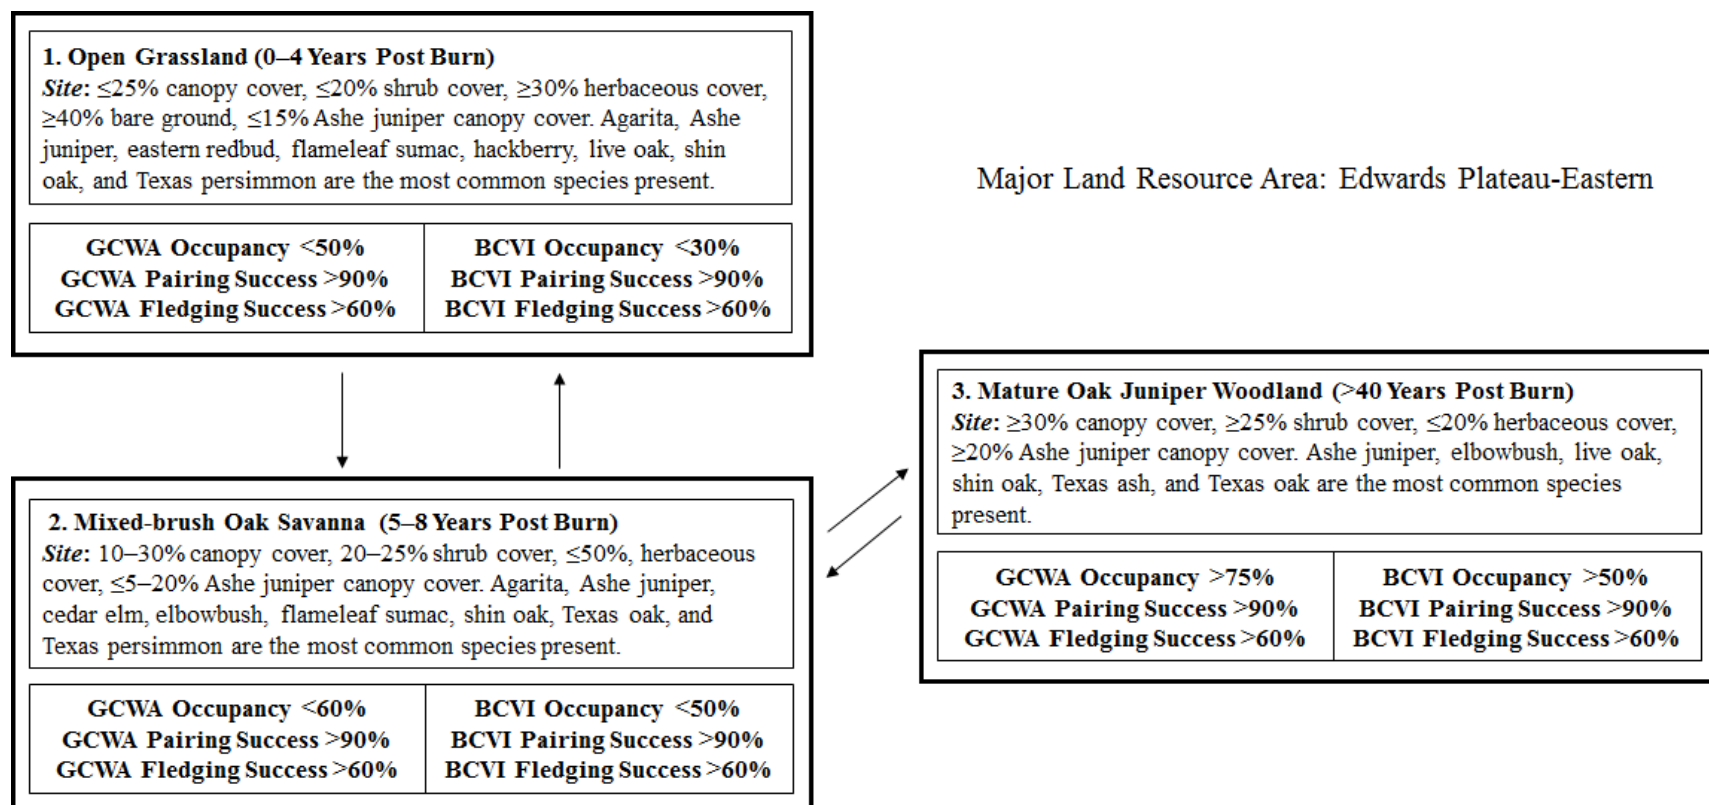 1. Open Grassland (0–4 Years Post Burn)
Site: ≤25% canopy cover, ≤20% shrub cover, ≥30% herbaceous cover,
≥40% bare ground, ≤15% Ashe juniper canopy cover. Agarita, Ashe
juniper, eastern redbud, flameleaf sumac, hackberry, live oak, shin
oak, and Texas persimmon are the most common species present.
GCWA Occupancy <50%
GCWA Pairing Success >90%
GCWA Fledging Success >60%
BCVI Occupancy <30%
BCVI Pairing Success >90%
BCVI Fledging Success >60%
Major Land Resource Area: Edwards Plateau-Eastern
2. Mixed-brush Oak Savanna (5–8 Years Post Burn)
Site: 10–30% canopy cover, 20–25% shrub cover, ≤50%, herbaceous
cover, ≤5–20% Ashe juniper canopy cover. Agarita, Ashe juniper,
cedar elm, elbowbush, flameleaf sumac, shin oak, Texas oak, and
Texas persimmon are the most common species present.
GCWA Occupancy <60%
GCWA Pairing Success >90%
GCWA Fledging Success >60%
BCVI Occupancy <50%
BCVI Pairing Success >90%
BCVI Fledging Success >60%
3. Mature Oak Juniper Woodland (>40 Years Post Burn)
Site: ≥30% canopy cover, ≥25% shrub cover, ≤20% herbaceous cover,
≥20% Ashe juniper canopy cover. Ashe juniper, elbowbush, live oak,
shin oak, Texas ash, and Texas oak are the most common species
present.
GCWA Occupancy >75%
GCWA Pairing Success >90%
GCWA Fledging Success >60%
BCVI Occupancy >50%
BCVI Pairing Success >90%
BCVI Fledging Success >60%